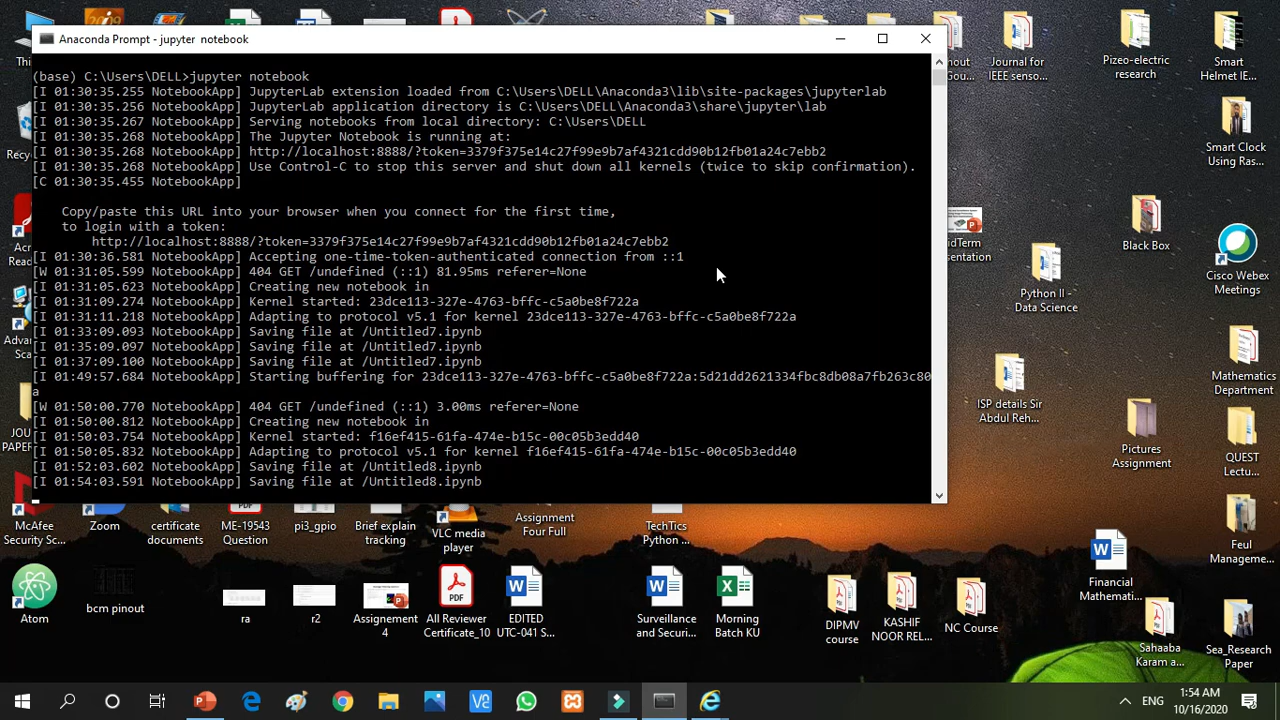 Anaconda Prompt - jupyter notebook
(base) C:\Users\DELL>jupyter notebook
[I 01:30:35.255 NotebookApp] JupyterLab extension loaded from C:\Users\DELL\Anaconda3\lib\site-packages\jupyterlab
[I 01:30:35.256 NotebookApp] JupyterLab application directory is C:\Users\DELL\Anaconda3\share\jupyter\lab
[I 01:30:35.267 NotebookApp] Serving notebooks from local directory: C:\Users\DELL
[I 01:30:35.268 NotebookApp] The Jupyter Notebook is running at:
[I 01:30:35.268 NotebookApp] http://localhost:8888/?token=3379f375e14c27f99e9b7af4321cdd90b12fb01a24c7ebb2
[I 01:30:35.268 NotebookApp] Use Control-C to stop this server and shut down all kernels (twice to skip confirmation).
[C 01:30:35.455 NotebookApp]
Copy/paste this URL into your browser when you connect for the first time,
to login with a token:
http://localhost:8888/?token=3379f375e14c27f99e9b7af4321cdd90b12fb01a24c7ebb2
[I 01:30:36.581 NotebookApp] Accepting one-time-token-authenticated connection from ::1
[W 01:31:05.599 NotebookApp] 404 GET /undefined (::1) 81.95ms referer=None
[I 01:31:05.623 NotebookApp] Creating new notebook in
[I 01:31:09.274 NotebookApp] Kernel started: 23dce113-327e-4763-bffc-c5a0be8f722a
[I 01:31:11.218 NotebookApp] Adapting to protocol v5.1 for kernel 23dce113-327e-4763-bffc-c5a0be8f722a
[I 01:33:09.093 NotebookApp] Saving file at /Untitled7.ipynb
[I 01:35:09.097 NotebookApp] Saving file at /Untitled7.ipynb
[I 01:37:09.100 NotebookApp] Saving file at /Untitled7.ipynb
[I 01:49:57.684 NotebookApp] Starting buffering for 23dce113-327e-4763-bffc-c5a0be8f722a:5d21dd2621334fbc8db08a7fb263c80
a
[W 01:50:00.770 NotebookApp] 404 GET /undefined (::1) 3.00ms referer=None
[I 01:50:00.812 NotebookApp] Creating new notebook in
[I 01:50:03.754 NotebookApp] Kernel started: f16ef415-61fa-474e-b15c-00c05b3edd40
[I 01:50:05.832 NotebookApp] Adapting to protocol v5.1 for kernel f16ef415-61fa-474e-b15c-00c05b3edd40
[I 01:52:03.602 NotebookApp] Saving file at /Untitled8.ipynb
[I 01:54:03.591 NotebookApp] Saving file at /Untitled8.ipynb
Journal for
IEEE senso...
Pizeo-electric
research
Smart
Helmet IE...
Smart Clock
Using Ras...
Black Box
Cisco Webex
Meetings
Python II -
Data Science
Mathematics
Department
ISP details Sir
Abdul Reh...
Pictures
Assignment
QUEST
Lectu...
McAfee
Security Sc...
Zoom
certificate
documents
ME-19543
Question
pi3_gpio
Brief explain
tracking
VLC media
player
Assignment
Four Full
TechTics
Python ...
Feul
Manageme...
Financial
Mathemati...
Atom
bcm pinout
ra
r2
Assignement
4
All Reviewer
Certificate_10
EDITED
UTC-041 S...
Surveillance
and Securi...
Morning
Batch KU
DIPMV
course
KASHIF
NOOR REL...
NC Course
Sahaaba
Karam a...
Sea_Research
Paper
ENG
1:54 AM
10/16/2020